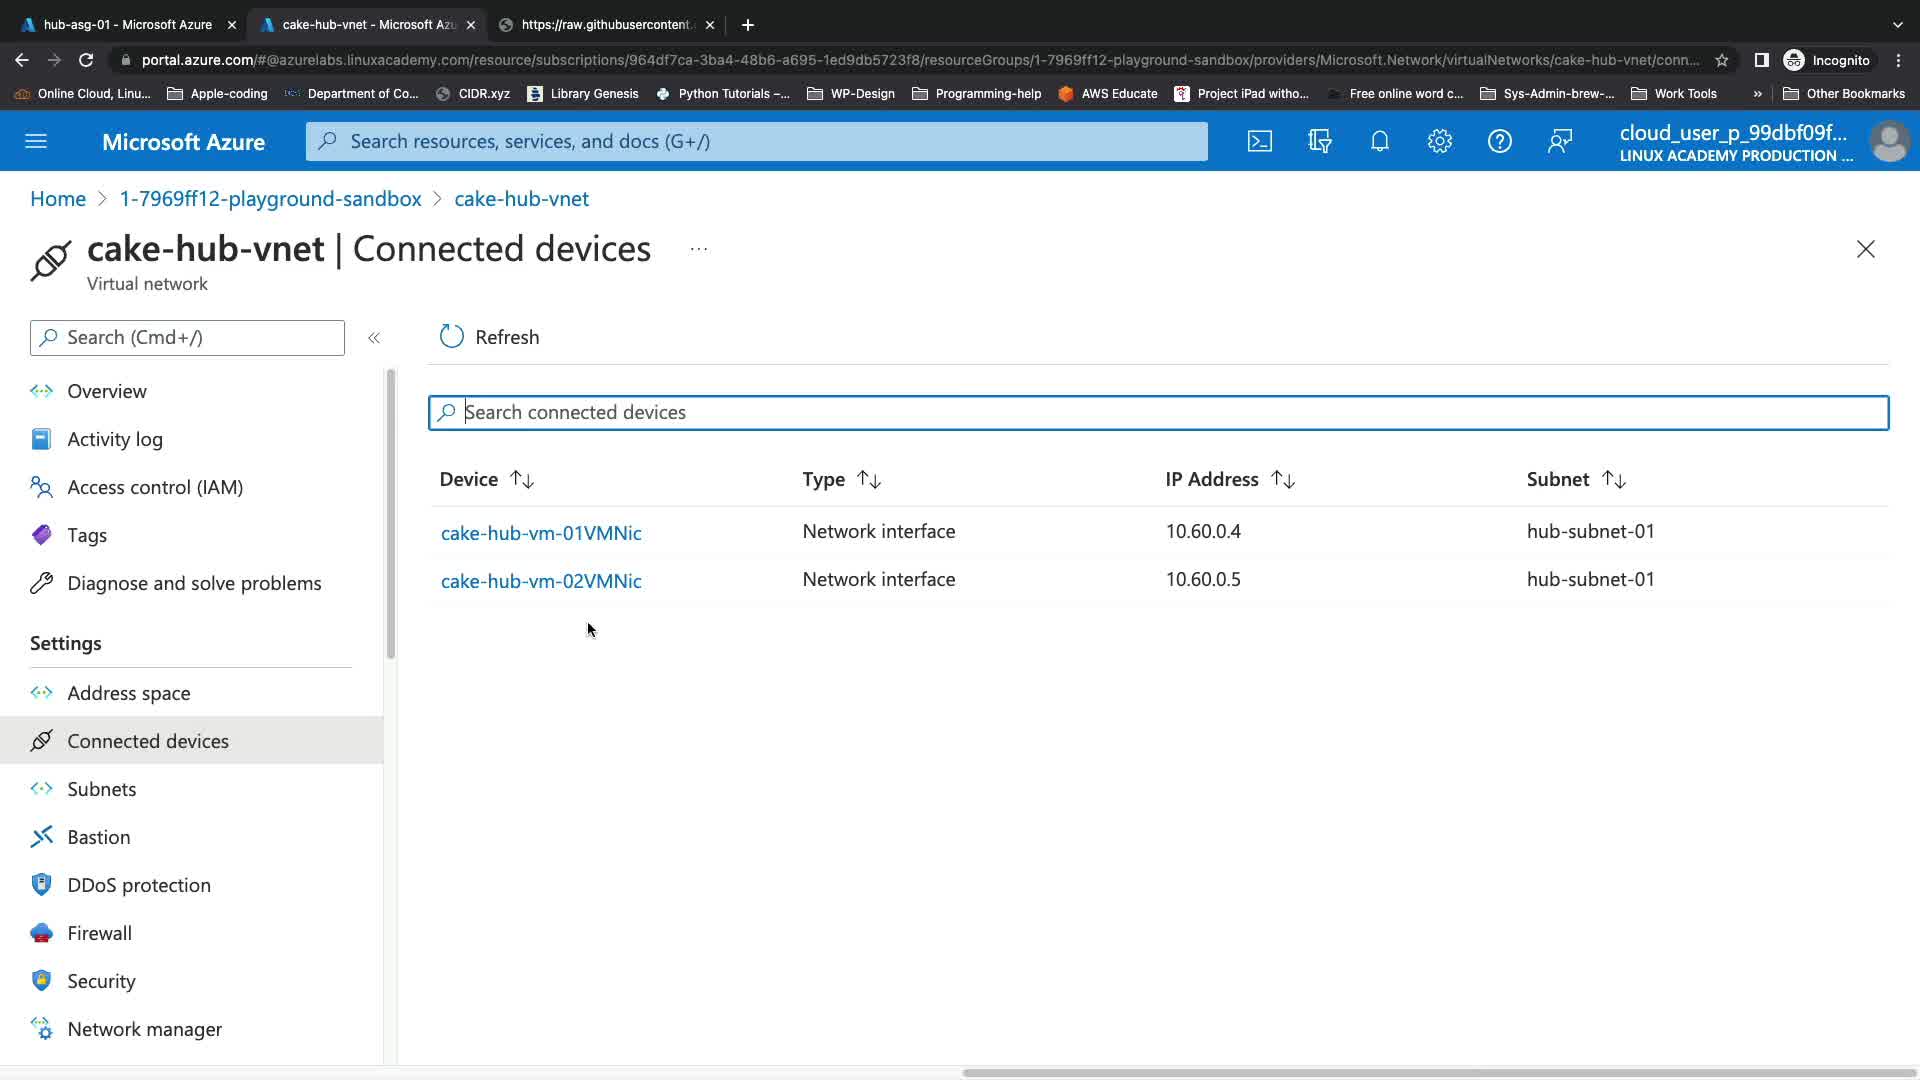 hub-asg-01 - Microsoft Azure
cake-hub-vnet - Microsoft Azu
https://raw.githubusercontent.
portal.azure.com/#@azurelabs.linuxacademy.com/resource/subscriptions/964df7ca-3ba4-48b6-a695-1ed9db5723f8/resourceGroups/1-7969ff12-playground-sandbox/providers/Microsoft.Network/virtualNetworks/cake-hub-vnet/conn...
Incognito
Online Cloud, Linu...
Apple-coding
Department of Co...
CIDR.xyz
Library Genesis
Python Tutorials –...
WP-Design
Programming-help
AWS Educate
Project iPad witho...
Free online word c...
Sys-Admin-brew-...
Work Tools
»
Other Bookmarks
Microsoft Azure
Search resources, services, and docs (G+/)
cloud_user_p_99dbf09f...
LINUX ACADEMY PRODUCTION ...
Home > 1-7969ff12-playground-sandbox > cake-hub-vnet
cake-hub-vnet | Connected devices ...
Virtual network
Search (Cmd+/)
«
Refresh
Search connected devices
Overview
Activity log
Access control (IAM)
Tags
Diagnose and solve problems
Settings
Address space
Connected devices
Subnets
Bastion
DDoS protection
Firewall
Security
Network manager
Device Type IP Address Subnet
cake-hub-vm-01VMNic Network interface 10.60.0.4 hub-subnet-01
cake-hub-vm-02VMNic Network interface 10.60.0.5 hub-subnet-01